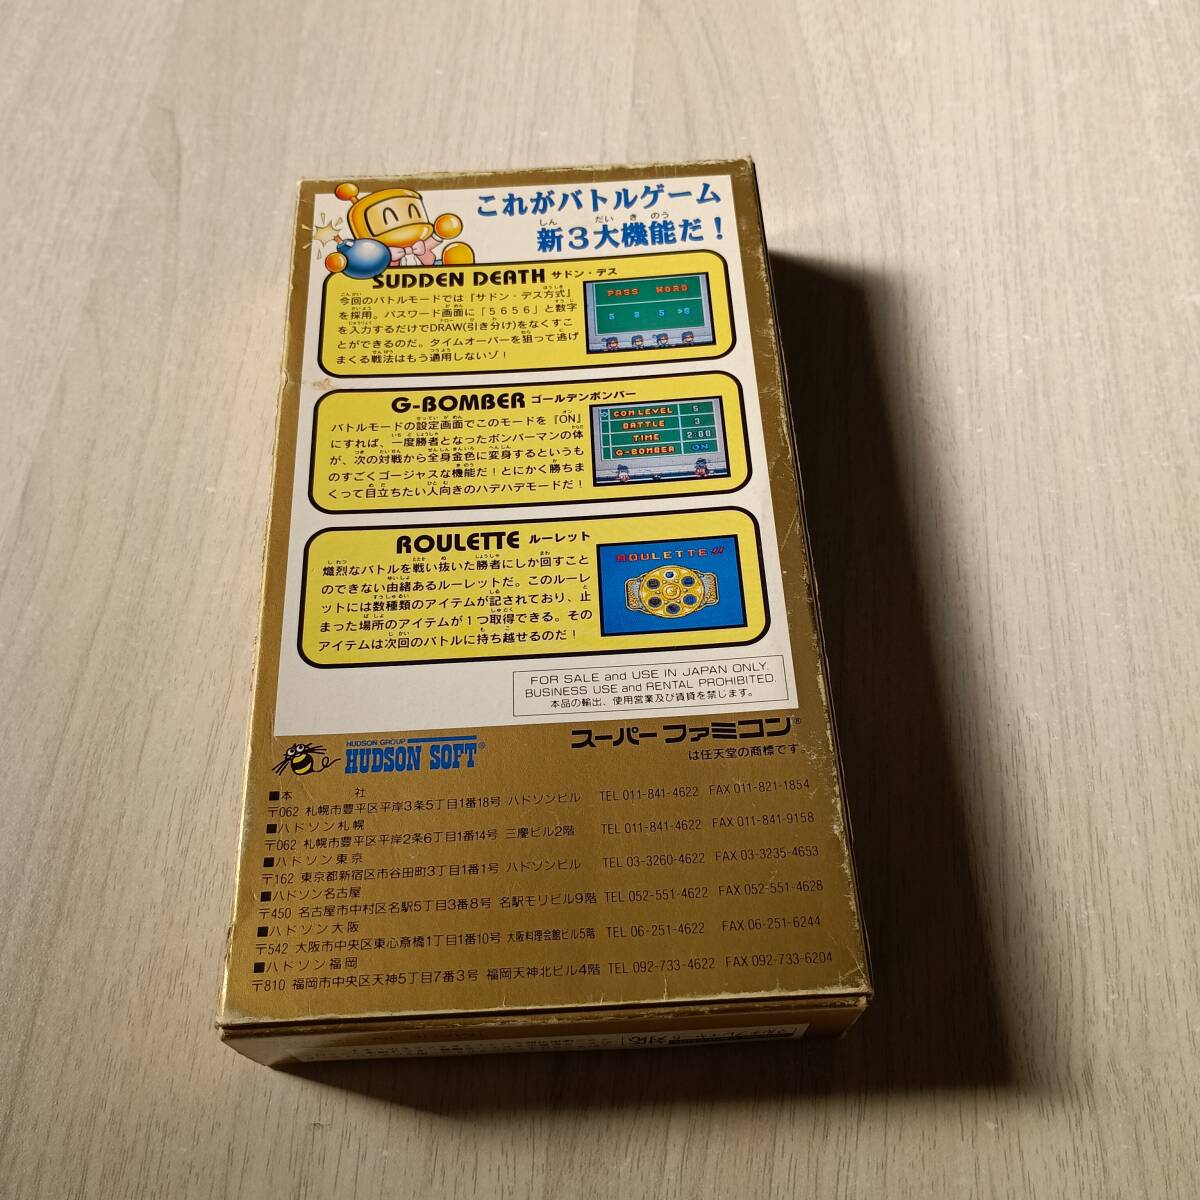 これがバトルゲーム
しん だい き のう
新3大機能だ！
SUDDEN DEATH サドン・デス
今回のバトルモードでは『サドン・デス方式』
を採用。パスワード画面に「5656」と数字
を入力するだけでDRAW(引き分け)をなくすこ
とができるのだ。タイムオーバーを狙って逃げ
まくる戦法はもう通用しないゾ！
PASS WORD
G-BOMBER ゴールデンボンバー
バトルモードの設定画面でこのモードを『ON』
にすれば、一度勝者となったボンバーマンの体
が、次の対戦から全身金色に変身するというも
のすごくゴージャスな機能だ！とにかく勝ちま
くって目立ちたい人向きのハデハデモードだ！
COM LEVEL 5
BATTLE 3
TIME 2:00
G-BOMBER ON
ROULETTE ルーレット
熾烈なバトルを戦い抜いた勝者にしか回すこと
のできない由緒あるルーレットだ。このルーレ
ットには数種類のアイテムが記されており、止
まった場所のアイテムが1つ取得できる。その
アイテムは次回のバトルに持ち越せるのだ！
ROULETTE!!
FOR SALE and USE IN JAPAN ONLY.
BUSINESS USE and RENTAL PROHIBITED.
本品の輸出、使用営業及び賃貸を禁じます。
HUDSON GROUP
HUDSON SOFT®
スーパーファミコン®
は任天堂の商標です
■本 社
〒062 札幌市豊平区平岸3条5丁目1番18号 ハドソンビル TEL 011-841-4622 FAX 011-821-1854
■ハドソン札幌
〒062 札幌市豊平区平岸2条6丁目1番14号 三慶ビル2階 TEL 011-841-4622 FAX 011-841-9158
■ハドソン東京
〒162 東京都新宿区市谷田町3丁目1番1号 ハドソンビル TEL 03-3260-4622 FAX 03-3235-4653
■ハドソン名古屋
〒450 名古屋市中村区名駅5丁目3番8号 名駅モリビル9階 TEL 052-551-4622 FAX 052-551-4628
■ハドソン大阪
〒542 大阪市中央区東心斎橋1丁目1番10号 大阪料理会館ビル5階 TEL 06-251-4622 FAX 06-251-6244
■ハドソン福岡
〒810 福岡市中央区天神5丁目7番3号 福岡天神北ビル4階 TEL 092-733-4622 FAX 092-733-6204